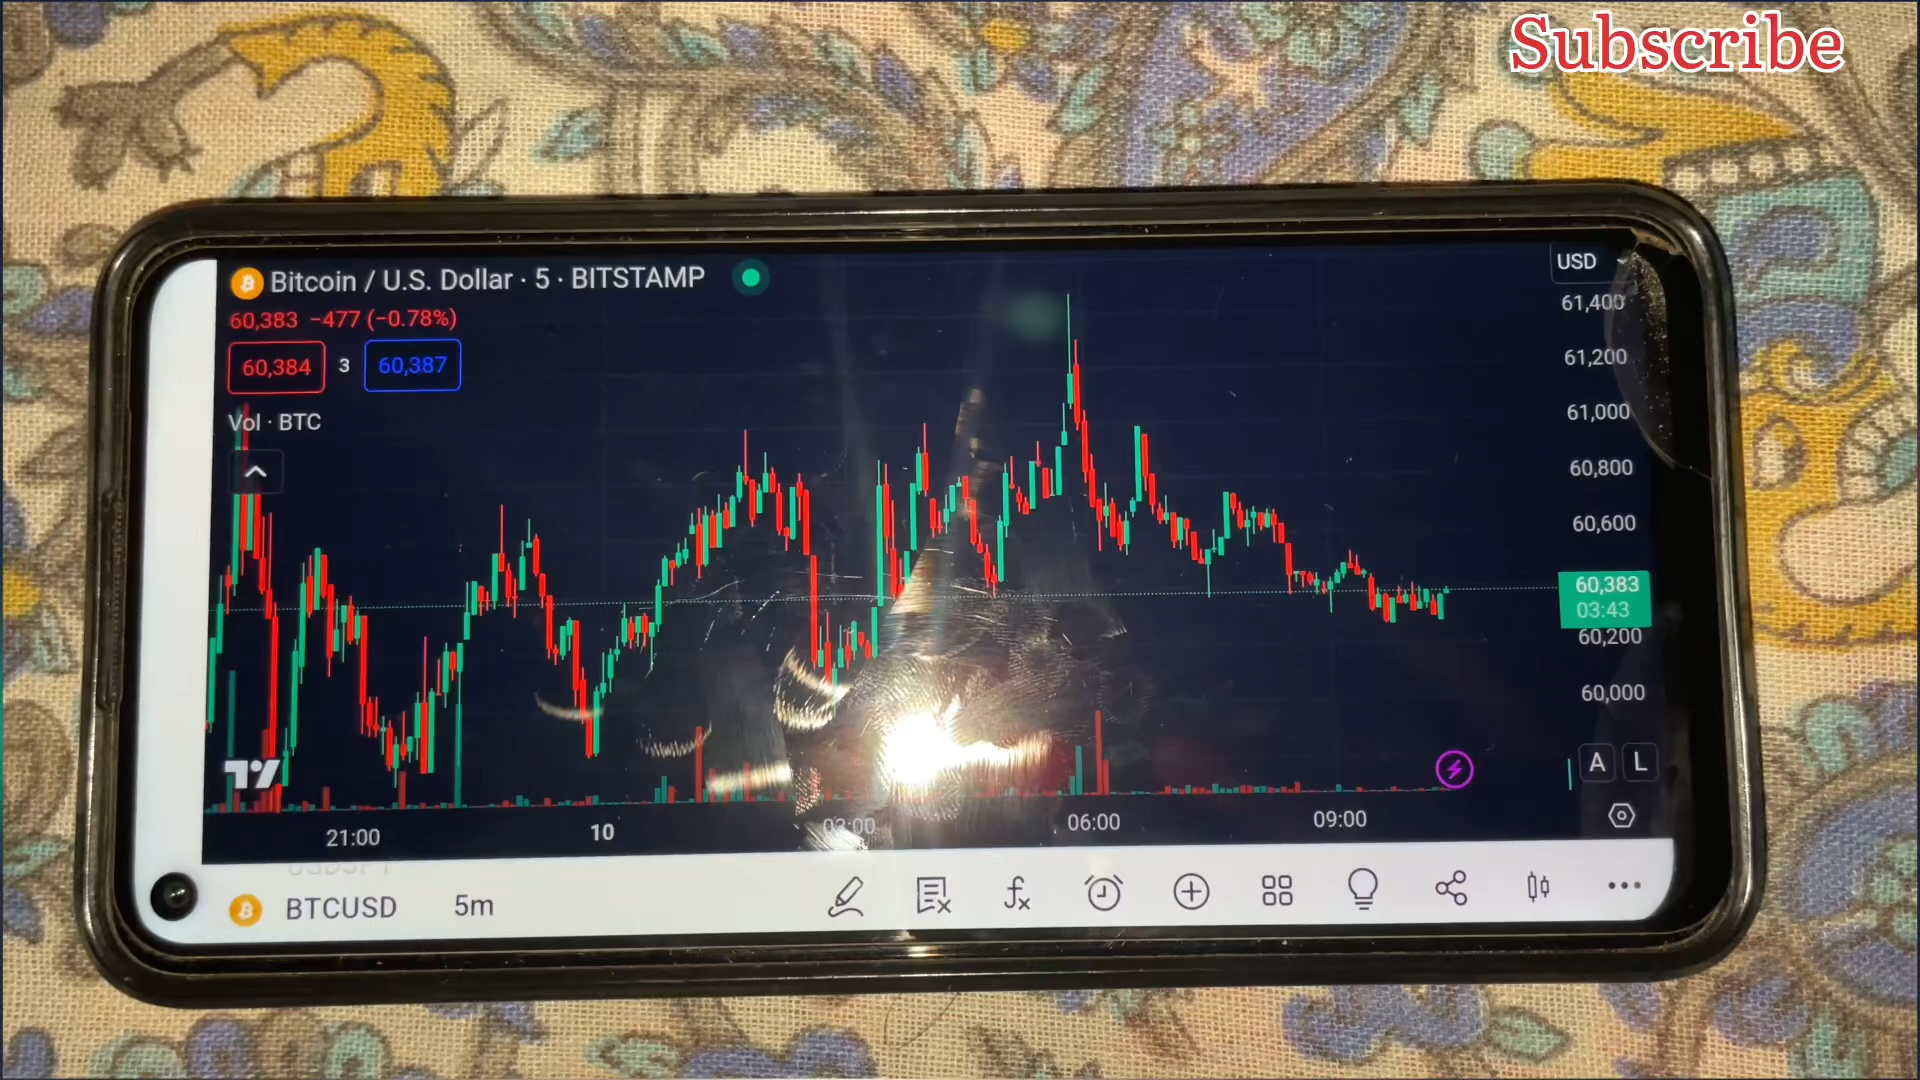 Subscribe
Bitcoin / U.S. Dollar · 5 · BITSTAMP
USD
60,383 −477 (−0.78%)
60,384 3 60,387
Vol · BTC
61,400
61,200
61,000
60,800
60,600
60,383
03:43
60,200
60,000
A L
21:00 10 03:00 06:00 09:00
BTCUSD 5m